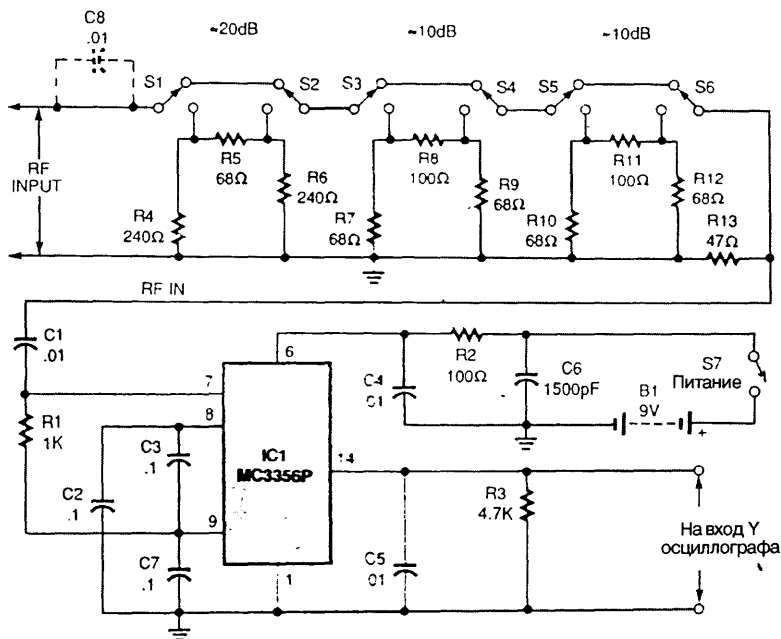 C8
.01
~20dB
~10dB
~10dB
S1
S2
S3
S4
S5
S6
RF
INPUT
R5
68Ω
R8
100Ω
R11
100Ω
R4
240Ω
R6
240Ω
R7
68Ω
R9
68Ω
R10
68Ω
R12
68Ω
R13
47Ω
RF IN
C1
.01
R1
1K
C2
.1
C3
.1
C7
.1
6
7
8
9
14
1
IC1
MC3356P
C4
01
R2
100Ω
C6
1500pF
B1
9V
+
S7
Питание
C5
01
R3
4.7K
На вход Y
осциллографа